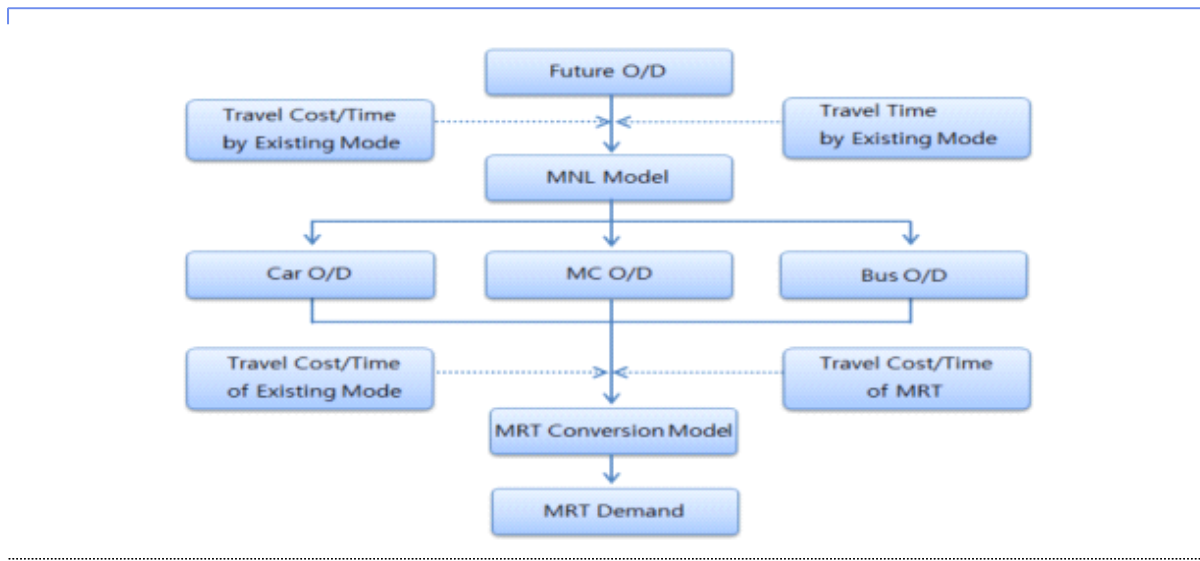 Future O/D
Travel Cost/Time
by Existing Mode
Travel Time
by Existing Mode
MNL Model
Car O/D
MC O/D
Bus O/D
Travel Cost/Time
of Existing Mode
Travel Cost/Time
of MRT
MRT Conversion Model
MRT Demand